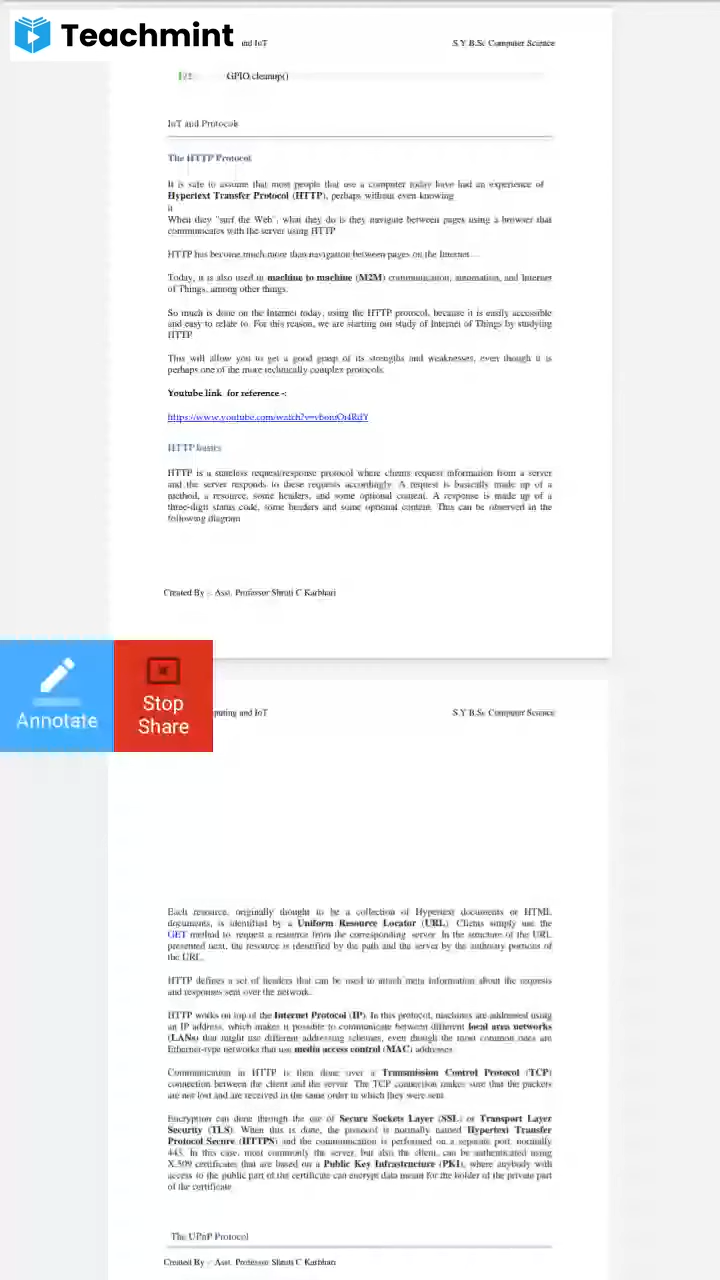 Teachmint
and IoT
S.Y B.Sc Computer Science
GPIO.cleanup()
IoT and Protocols
The HTTP Protocol
It is safe to assume that most people that use a computer today have had an experience of
Hypertext Transfer Protocol (HTTP), perhaps without even knowing
it
When they "surf the Web", what they do is they navigate between pages using a browser that
communicates with the server using HTTP
HTTP has become much more than navigation between pages on the Internet
Today, it is also used in machine to machine (M2M) communication, automation, and Internet
of Things, among other things.
So much is done on the Internet today, using the HTTP protocol, because it is easily accessible
and easy to relate to. For this reason, we are starting our study of Internet of Things by studying
HTTP
This will allow you to get a good grasp of its strengths and weaknesses, even though it is
perhaps one of the more technically complex protocols.
Youtube link for reference -:
HTTP basics
HTTP is a stateless request/response protocol where clients request information from a server
and the server responds to these requests accordingly. A request is basically made up of a
method, a resource, some headers, and some optional content. A response is made up of a
three-digit status code, some headers and some optional content. This can be observed in the
following diagram
Created By :- Asst. Professor Shruti C Karbhari
Annotate
Stop
Share
puting and IoT
S.Y B.Sc Computer Science
Each resource, originally thought to be a collection of Hypertext documents or HTML
documents, is identified by a Uniform Resource Locator (URL). Clients simply use the
GET method to request a resource from the corresponding server. In the structure of the URL
presented next, the resource is identified by the path and the server by the authority portions of
the URL.
HTTP defines a set of headers that can be used to attach meta information about the requests
and responses sent over the network.
HTTP works on top of the Internet Protocol (IP). In this protocol, machines are addressed using
an IP address, which makes it possible to communicate between different local area networks
(LANs) that might use different addressing schemes, even though the most common ones are
Ethernet-type networks that use media access control (MAC) addresses.
Communication in HTTP is then done over a Transmission Control Protocol (TCP)
connection between the client and the server. The TCP connection makes sure that the packets
are not lost and are received in the same order in which they were sent
Encryption can done through the use of Secure Sockets Layer (SSL) or Transport Layer
Security (TLS). When this is done, the protocol is normally named Hypertext Transfer
Protocol Secure (HTTPS) and the communication is performed on a separate port, normally
443. In this case, most commonly the server, but also the client, can be authenticated using
X.509 certificates that are based on a Public Key Infrastructure (PKI), where anybody with
access to the public part of the certificate can encrypt data meant for the holder of the private part
of the certificate
The UPnP Protocol
Created By :- Asst. Professor Shruti C Karbhari